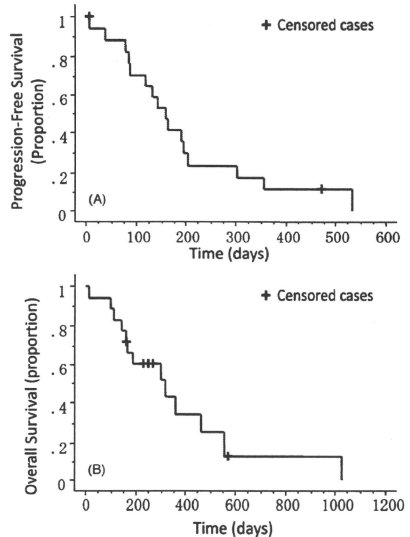 + Censored cases
Progression-Free Survival
(Proportion)
1
. 8
. 6
. 4
. 2
0
(A)
0 100 200 300 400 500 600
Time (days)
+ Censored cases
Overall Survival (proportion)
1
. 8
. 6
. 4
. 2
0
(B)
0 200 400 600 800 1000 1200
Time (days)